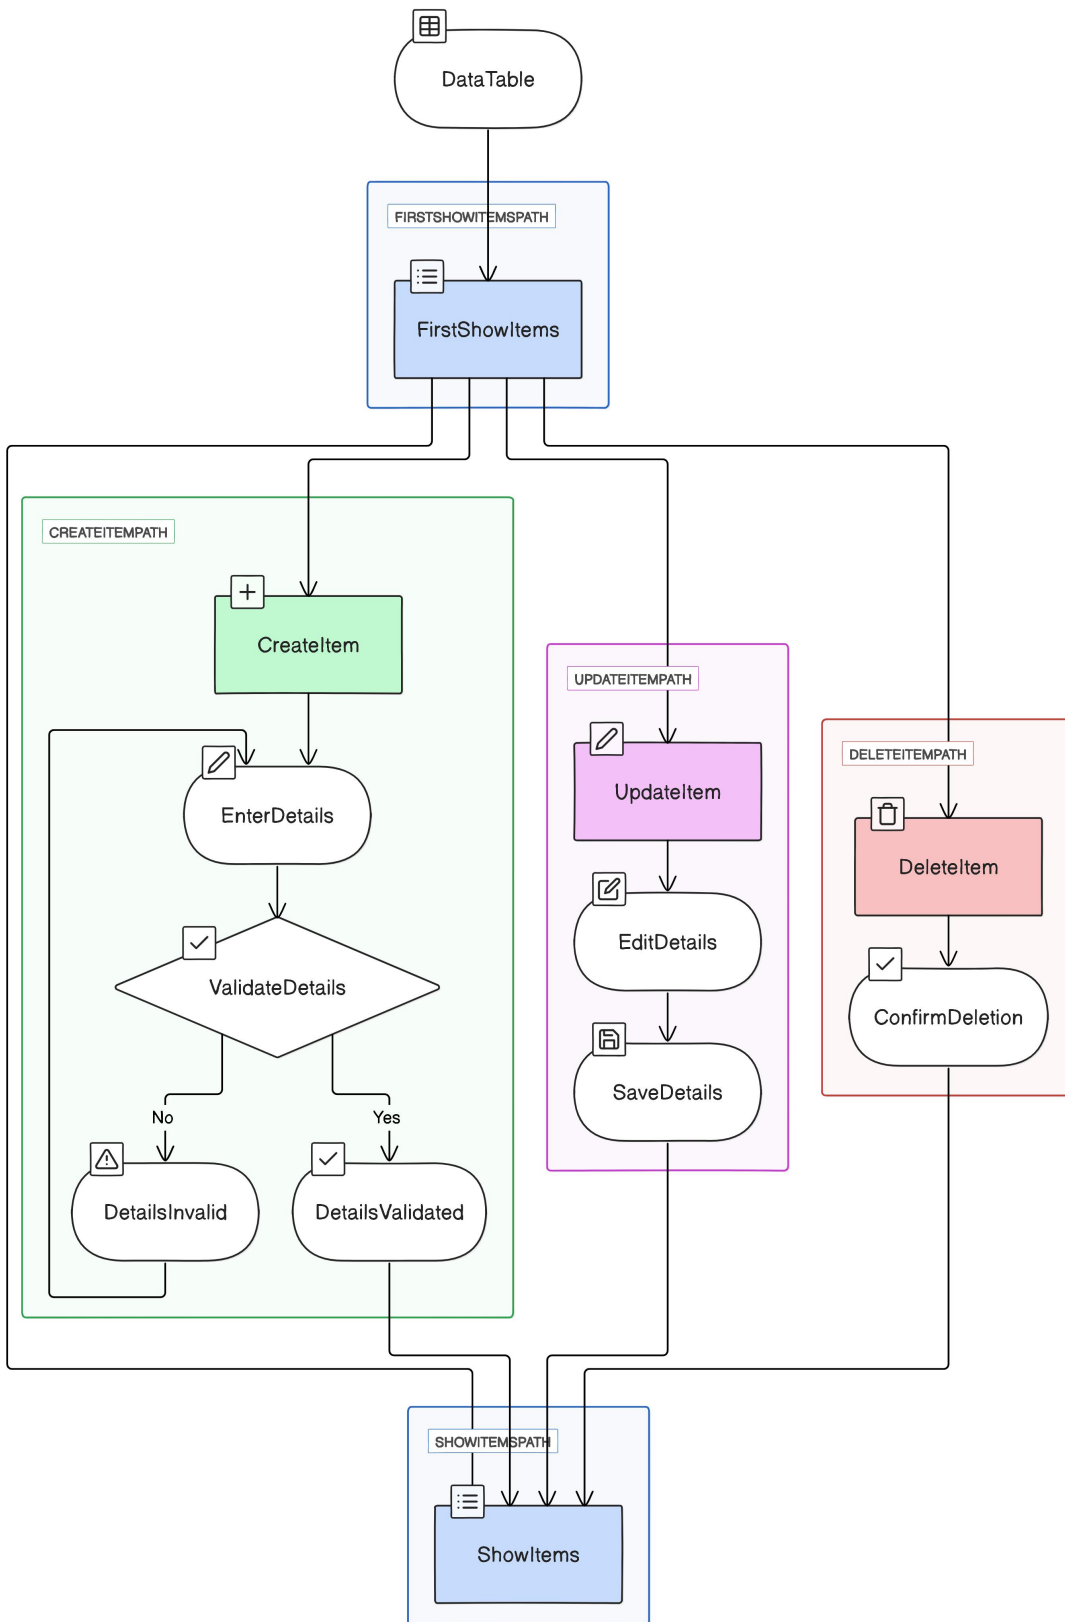 DataTable
FIRSTSHOWITEMSPATH
FirstShowItems
CREATEITEMPATH
CreateItem
UPDATEITEMPATH
DELETEITEMPATH
UpdateItem
EnterDetails
DeleteItem
EditDetails
ValidateDetails
ConfirmDeletion
SaveDetails
No
Yes
DetailsInvalid
DetailsValidated
SHOWITEMSPATH
ShowItems